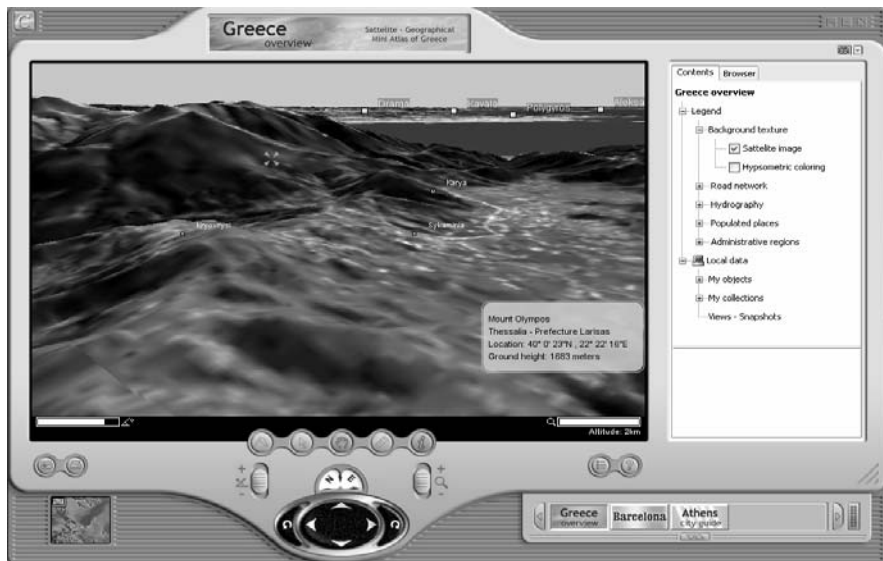 Greece
overview
Sattelite - Geographical
Mini Atlas of Greece
Drama
Kavala
Polygyros
Karya
Sykaminia
Mount Olympos
Thessalia - Prefecture Larisas
Location: 40° 0' 23"N , 22° 22' 16"E
Ground height: 1683 meters
Altitude: 2km
Contents
Browser
Greece overview
Legend
Background texture
Sattelite image
Hypsometric coloring
Road network
Hydrography
Populated places
Administrative regions
Local data
My objects
My collections
Views - Snapshots
N
E
Greece
overview
Barcelona
Athens
city guide